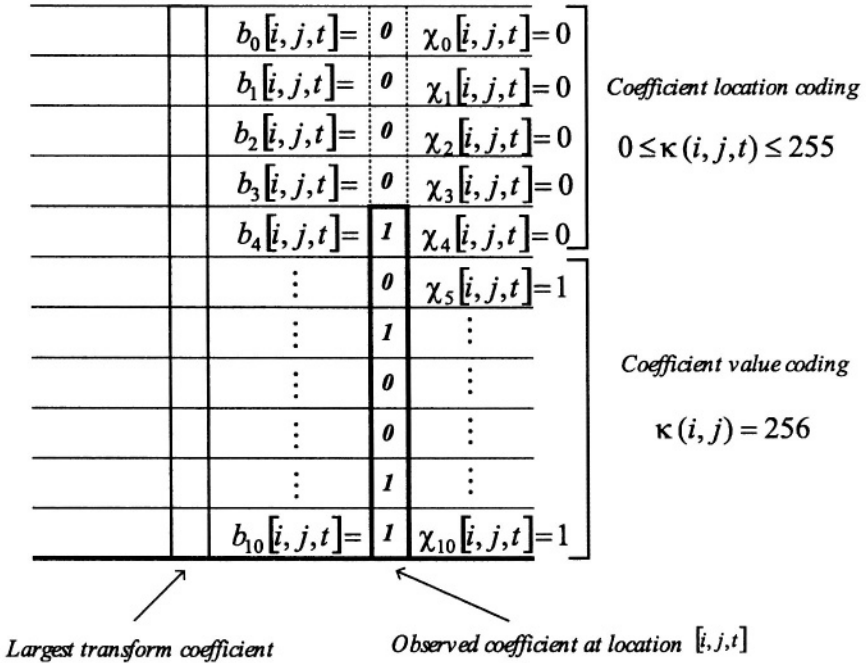 b₀[i, j, t]= 0 χ₀[i, j, t]=0
b₁[i, j, t]= 0 χ₁[i, j, t]=0
Coefficient location coding
b₂[i, j, t]= 0 χ₂[i, j, t]=0
0 ≤ κ (i, j, t) ≤ 255
b₃[i, j, t]= 0 χ₃[i, j, t]=0
b₄[i, j, t]= 1 χ₄[i, j, t]=0
⋮ 0 χ₅[i, j, t]=1
⋮ 1 ⋮
Coefficient value coding
⋮ 0 ⋮
κ (i, j) = 256
⋮ 0 ⋮
⋮ 1 ⋮
b₁₀[i, j, t]= 1 χ₁₀[i, j, t]=1
Largest transform coefficient
Observed coefficient at location [i, j, t]